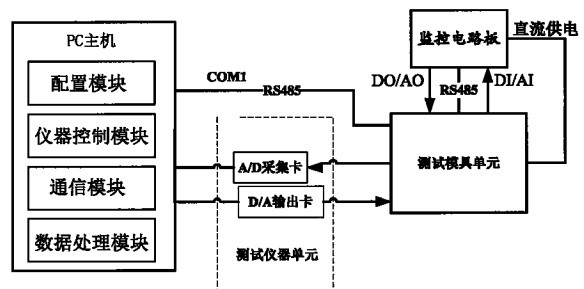 PC主机
配置模块
仪器控制模块
通信模块
数据处理模块
COM1
RS485
A/D采集卡
D/A输出卡
测试仪器单元
监控电路板
直流供电
DO/AO
RS485
DI/AI
测试模具单元